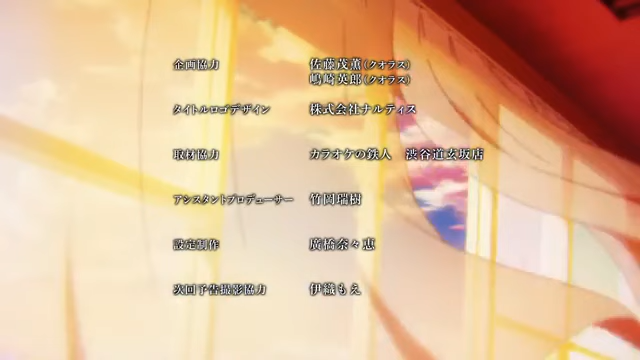 企画協力 佐藤茂薫(クオラス)
嶋崎英郎(クオラス)
タイトルロゴデザイン 株式会社ナルティス
取材協力 カラオケの鉄人 渋谷道玄坂店
アシスタントプロデューサー 竹岡瑞樹
設定制作 廣橋奈々恵
次回予告撮影協力 伊織もえ